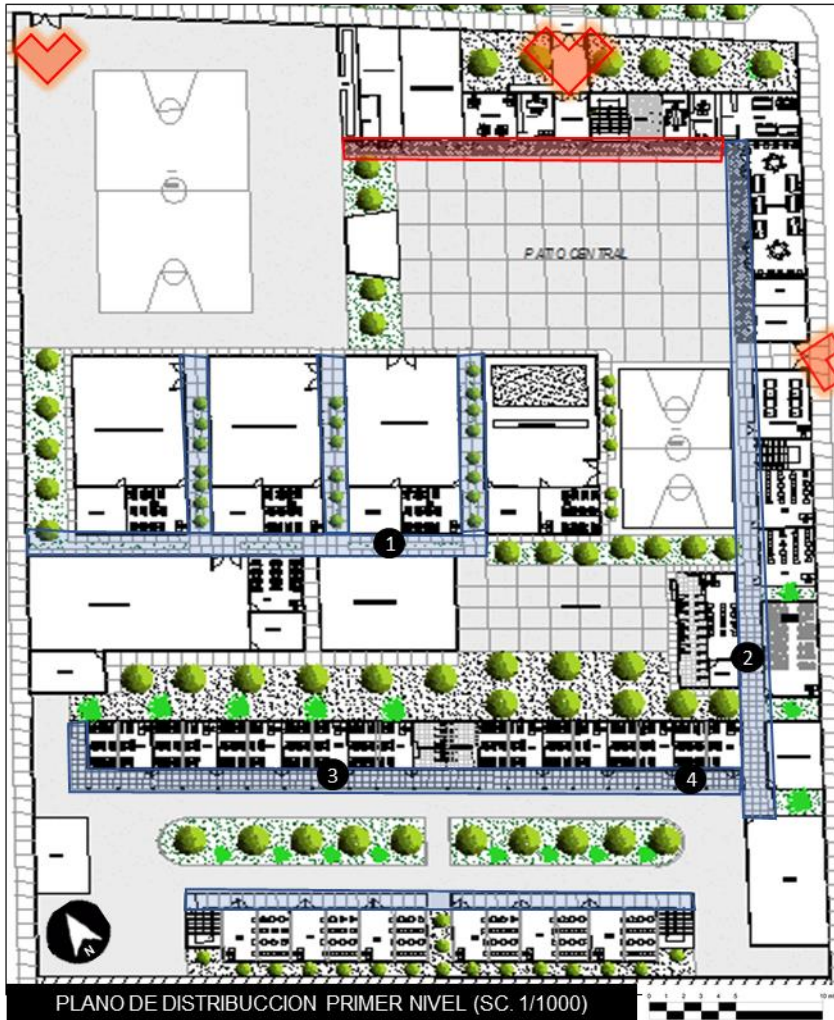 PATIO CENTRAL
1
2
3
4
N
PLANO DE DISTRIBUCCION PRIMER NIVEL (SC. 1/1000)
0 1 2 3 4 5 10